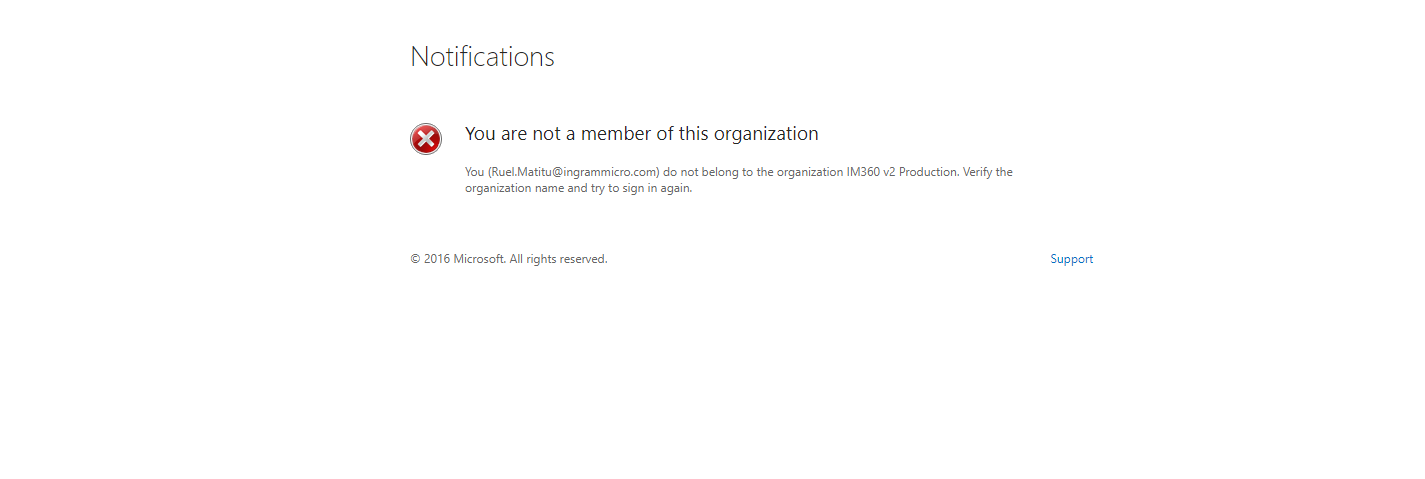 Notifications
You are not a member of this organization
You (Ruel.Matitu@ingrammicro.com) do not belong to the organization IM360 v2 Production. Verify the
organization name and try to sign in again.
© 2016 Microsoft. All rights reserved.
Support